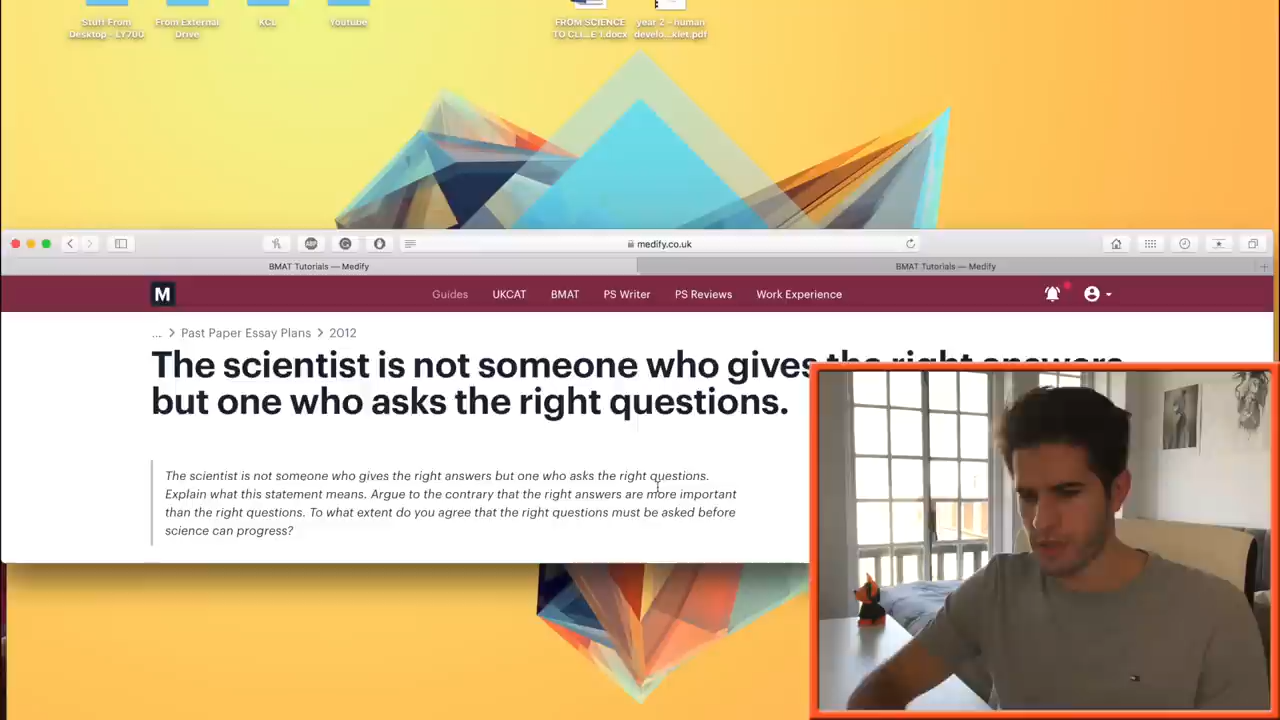 Stuff From
Desktop - LY700
From External
Drive
KCL
Youtube
FROM SCIENCE
TO CLI...E 1.docx
year 2 - human
develo...klet.pdf
medify.co.uk
BMAT Tutorials — Medify
BMAT Tutorials — Medify
M
Guides
UKCAT
BMAT
PS Writer
PS Reviews
Work Experience
... > Past Paper Essay Plans > 2012
The scientist is not someone who gives the right answers
but one who asks the right questions.
The scientist is not someone who gives the right answers but one who asks the right questions.
Explain what this statement means. Argue to the contrary that the right answers are more important
than the right questions. To what extent do you agree that the right questions must be asked before
science can progress?